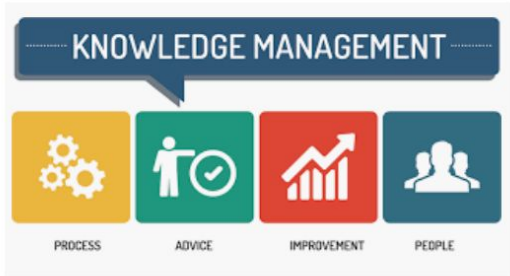 KNOWLEDGE MANAGEMENT
PROCESS
ADVICE
IMPROVEMENT
PEOPLE